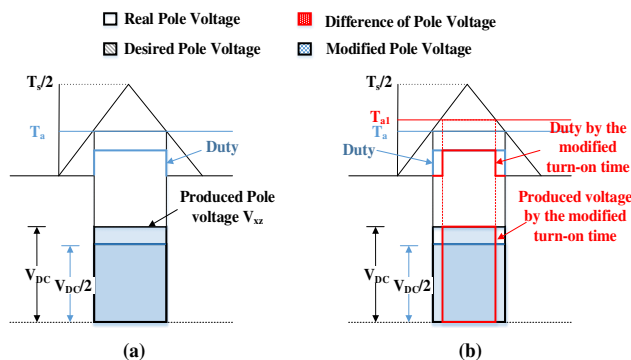 Real Pole Voltage
Difference of Pole Voltage
Desired Pole Voltage
Modified Pole Voltage
Ts/2
Ta
Duty
Produced Pole
voltage Vxz
VDC
VDC/2
(a)
Ts/2
Ta1
Ta
Duty
Duty by the
modified
turn-on time
Produced voltage
by the modified
turn-on time
VDC
VDC/2
(b)